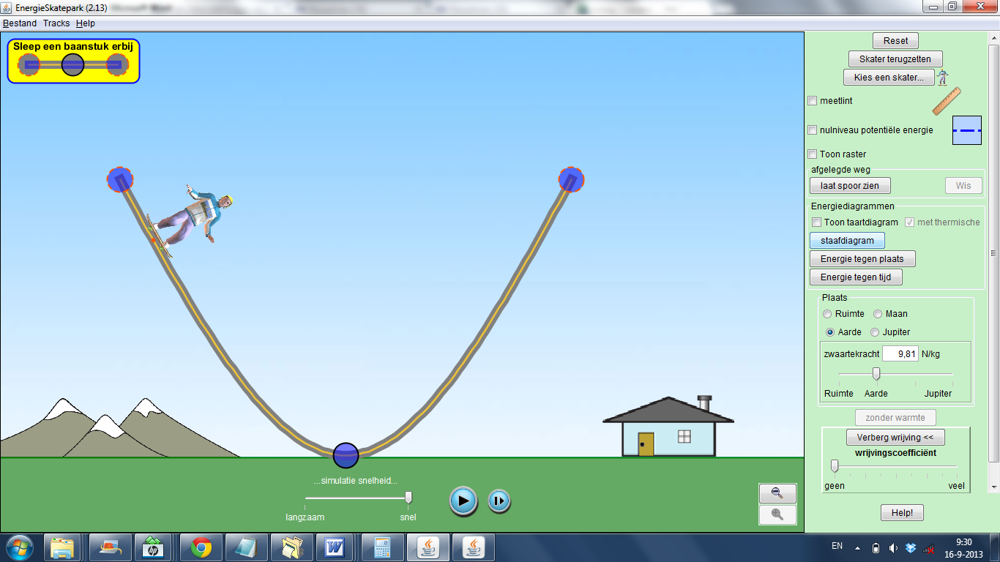 EnergieSkatepark (2.13)
Bestand Tracks Help
Sleep een baanstuk erbij
Reset
Skater terugzetten
Kies een skater...
meetlint
nulniveau potentiële energie
Toon raster
afgelegde weg
laat spoor zien Wis
Energiediagrammen
Toon taartdiagram met thermische
staafdiagram
Energie tegen plaats
Energie tegen tijd
Plaats
Ruimte Maan
Aarde Jupiter
zwaartekracht 9,81 N/kg
Ruimte Aarde Jupiter
zonder warmte
Verberg wrijving <<
wrijvingscoefficiënt
geen veel
Help!
...simulatie snelheid...
langzaam snel
EN
9:30
16-9-2013